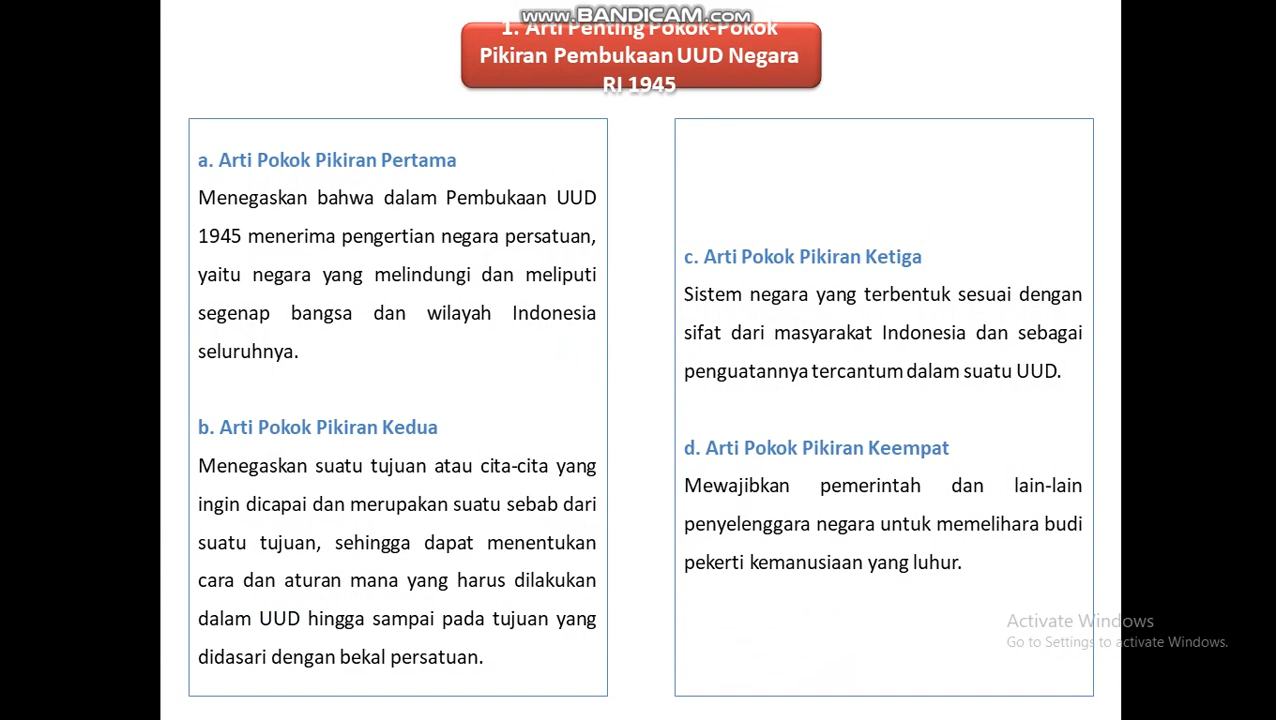 www.BANDICAM.com
1. Arti Penting Pokok-Pokok
Pikiran Pembukaan UUD Negara
RI 1945
a. Arti Pokok Pikiran Pertama
Menegaskan bahwa dalam Pembukaan UUD
1945 menerima pengertian negara persatuan,
yaitu negara yang melindungi dan meliputi
segenap bangsa dan wilayah Indonesia
seluruhnya.
b. Arti Pokok Pikiran Kedua
Menegaskan suatu tujuan atau cita-cita yang
ingin dicapai dan merupakan suatu sebab dari
suatu tujuan, sehingga dapat menentukan
cara dan aturan mana yang harus dilakukan
dalam UUD hingga sampai pada tujuan yang
didasari dengan bekal persatuan.
c. Arti Pokok Pikiran Ketiga
Sistem negara yang terbentuk sesuai dengan
sifat dari masyarakat Indonesia dan sebagai
penguatannya tercantum dalam suatu UUD.
d. Arti Pokok Pikiran Keempat
Mewajibkan pemerintah dan lain-lain
penyelenggara negara untuk memelihara budi
pekerti kemanusiaan yang luhur.
Activate Windows
Go to Settings to activate Windows.